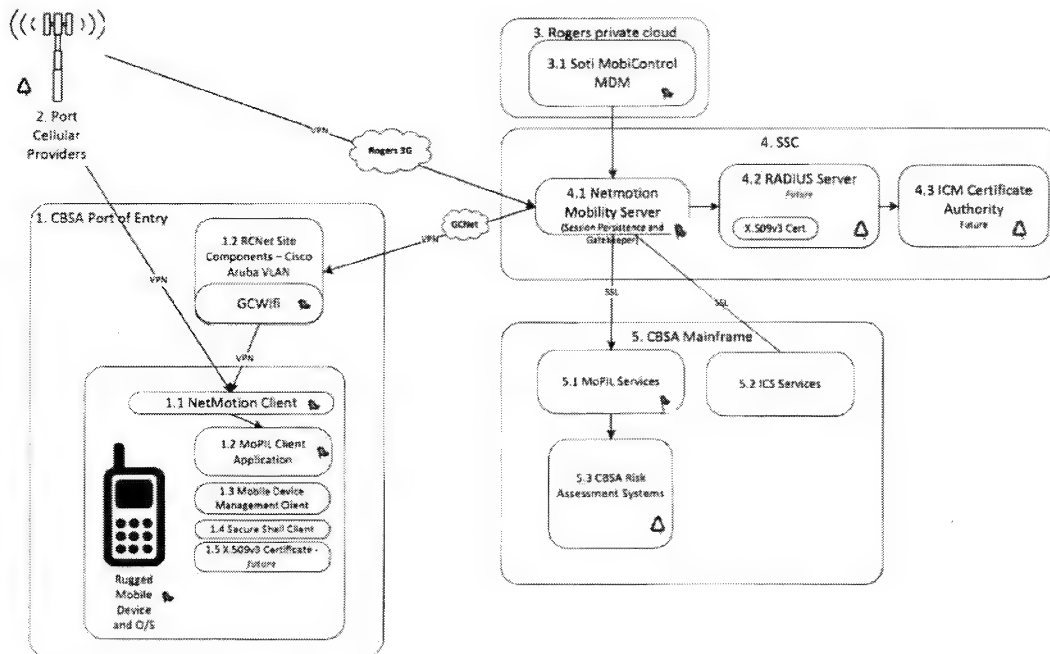 2. Port
Cellular
Providers
VPN
Rogers 3G
3. Rogers private cloud
3.1 Soti MobiControl
MDM
4. SSC
4.1 Netmotion
Mobility Server
(Session Persistence and
Gatekeeper)
4.2 RADIUS Server
Future
X.509v3 Cert.
4.3 ICM Certificate
Authority
Future
GCNet
VPN
1. CBSA Port of Entry
1.2 RCNet Site
Components – Cisco
Aruba VLAN
GCWifi
VPN
VPN
1.1 NetMotion Client
1.2 MoPIL Client
Application
1.3 Mobile Device
Management Client
1.4 Secure Shell Client
1.5 X.509v3 Certificate -
Future
Rugged
Mobile
Device
and O/S
SSL
SSL
5. CBSA Mainframe
5.1 MoPIL Services
5.2 ICS Services
5.3 CBSA Risk
Assessment Systems